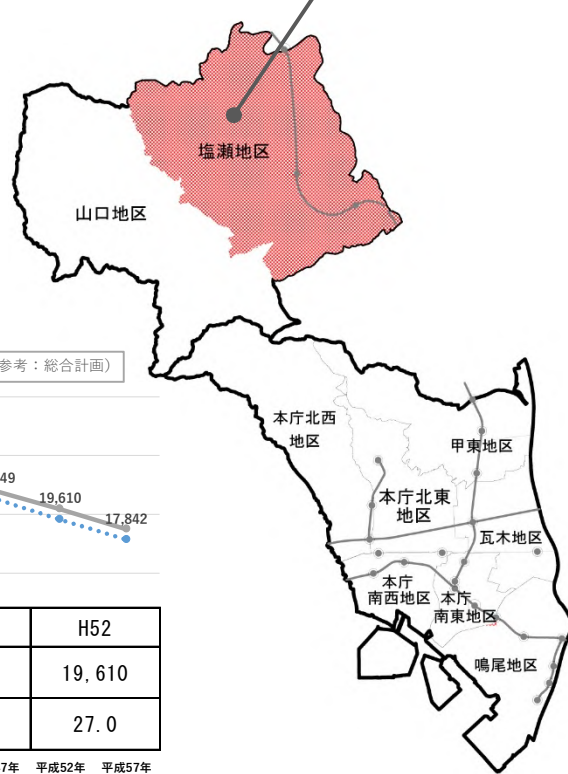 塩瀬地区
山口地区
参考：総合計画）
本庁北西
地区
甲東地区
本庁北東
地区
瓦木地区
本庁
南西地区
本庁
南東地区
鳴尾地区
49
19,610
17,842
H52
19,610
27.0
7年 平成52年 平成57年